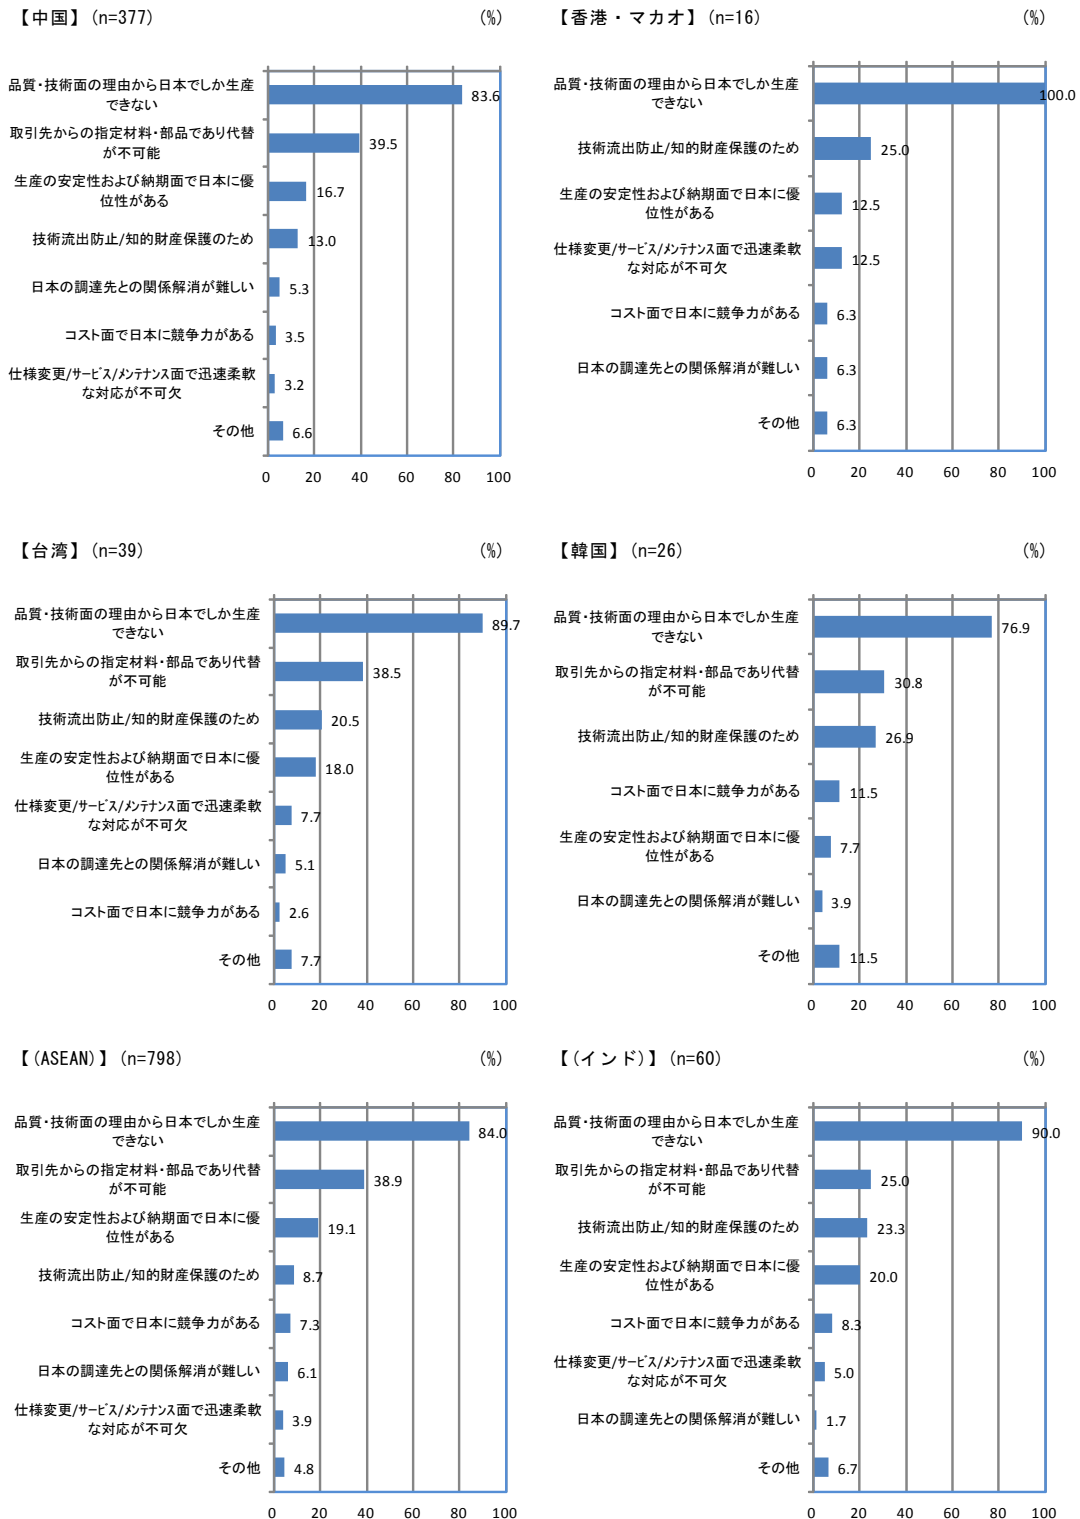 【中国】(n=377) (%)
品質・技術面の理由から日本でしか生産
できない
83.6
取引先からの指定材料・部品であり代替
が不可能
39.5
生産の安定性および納期面で日本に優
位性がある
16.7
技術流出防止/知的財産保護のため
13.0
日本の調達先との関係解消が難しい
5.3
コスト面で日本に競争力がある
3.5
仕様変更/ｻｰﾋﾞｽ/ﾒﾝﾃﾅﾝｽ面で迅速柔軟
な対応が不可欠
3.2
その他
6.6
0 20 40 60 80 100
【香港・マカオ】(n=16) (%)
品質・技術面の理由から日本でしか生産
できない
100.0
技術流出防止/知的財産保護のため
25.0
生産の安定性および納期面で日本に優
位性がある
12.5
仕様変更/ｻｰﾋﾞｽ/ﾒﾝﾃﾅﾝｽ面で迅速柔軟
な対応が不可欠
12.5
コスト面で日本に競争力がある
6.3
日本の調達先との関係解消が難しい
6.3
その他
6.3
0 20 40 60 80 100
【台湾】(n=39) (%)
品質・技術面の理由から日本でしか生産
できない
89.7
取引先からの指定材料・部品であり代替
が不可能
38.5
技術流出防止/知的財産保護のため
20.5
生産の安定性および納期面で日本に優
位性がある
18.0
仕様変更/ｻｰﾋﾞｽ/ﾒﾝﾃﾅﾝｽ面で迅速柔軟
な対応が不可欠
7.7
日本の調達先との関係解消が難しい
5.1
コスト面で日本に競争力がある
2.6
その他
7.7
0 20 40 60 80 100
【韓国】(n=26) (%)
品質・技術面の理由から日本でしか生産
できない
76.9
取引先からの指定材料・部品であり代替
が不可能
30.8
技術流出防止/知的財産保護のため
26.9
コスト面で日本に競争力がある
11.5
生産の安定性および納期面で日本に優
位性がある
7.7
日本の調達先との関係解消が難しい
3.9
その他
11.5
0 20 40 60 80 100
【(ASEAN)】(n=798) (%)
品質・技術面の理由から日本でしか生産
できない
84.0
取引先からの指定材料・部品であり代替
が不可能
38.9
生産の安定性および納期面で日本に優
位性がある
19.1
技術流出防止/知的財産保護のため
8.7
コスト面で日本に競争力がある
7.3
日本の調達先との関係解消が難しい
6.1
仕様変更/ｻｰﾋﾞｽ/ﾒﾝﾃﾅﾝｽ面で迅速柔軟
な対応が不可欠
3.9
その他
4.8
0 20 40 60 80 100
【(インド)】(n=60) (%)
品質・技術面の理由から日本でしか生産
できない
90.0
取引先からの指定材料・部品であり代替
が不可能
25.0
技術流出防止/知的財産保護のため
23.3
生産の安定性および納期面で日本に優
位性がある
20.0
コスト面で日本に競争力がある
8.3
仕様変更/ｻｰﾋﾞｽ/ﾒﾝﾃﾅﾝｽ面で迅速柔軟
な対応が不可欠
5.0
日本の調達先との関係解消が難しい
1.7
その他
6.7
0 20 40 60 80 100